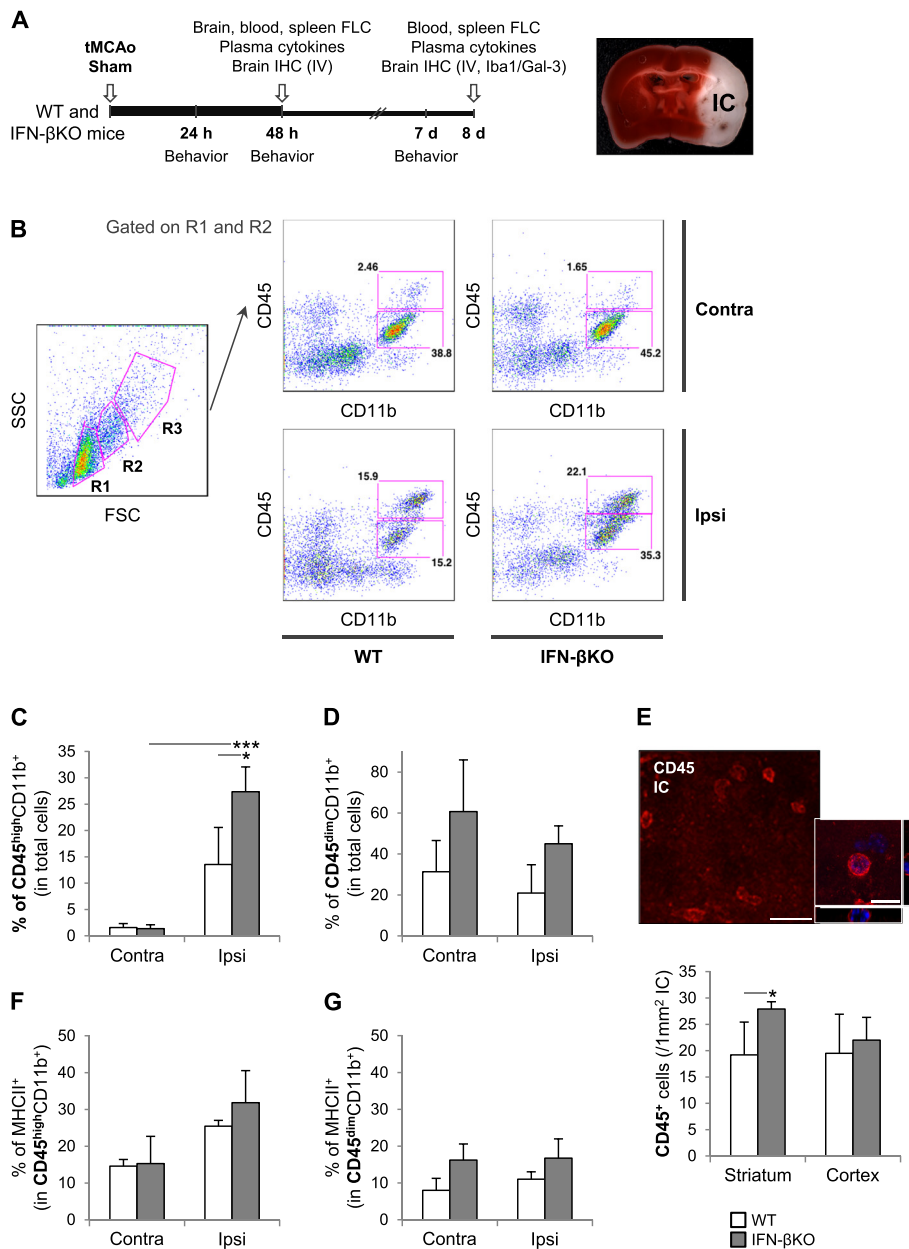 A
tMCAo
Sham
Brain, blood, spleen FLC
Plasma cytokines
Brain IHC (IV)
Blood, spleen FLC
Plasma cytokines
Brain IHC (IV, Iba1/Gal-3)
WT and
IFN-βKO mice
24 h
48 h
7 d
8 d
Behavior
Behavior
Behavior
IC
B
Gated on R1 and R2
SSC
FSC
R1
R2
R3
CD45
2.46
38.8
CD11b
CD45
1.65
45.2
CD11b
Contra
CD45
15.9
15.2
CD11b
CD45
22.1
35.3
CD11b
Ipsi
WT
IFN-βKO
C
% of CD45highCD11b+
(in total cells)
35
30
25
20
15
10
5
0
***
*
Contra
Ipsi
D
% of CD45dimCD11b+
(in total cells)
80
60
40
20
0
Contra
Ipsi
E
CD45
IC
CD45+ cells (/1mm2 IC)
35
30
25
20
15
10
5
0
*
Striatum
Cortex
WT
IFN-βKO
F
% of MHCII+
(in CD45highCD11b+)
50
40
30
20
10
0
Contra
Ipsi
G
% of MHCII+
(in CD45dimCD11b+)
50
40
30
20
10
0
Contra
Ipsi